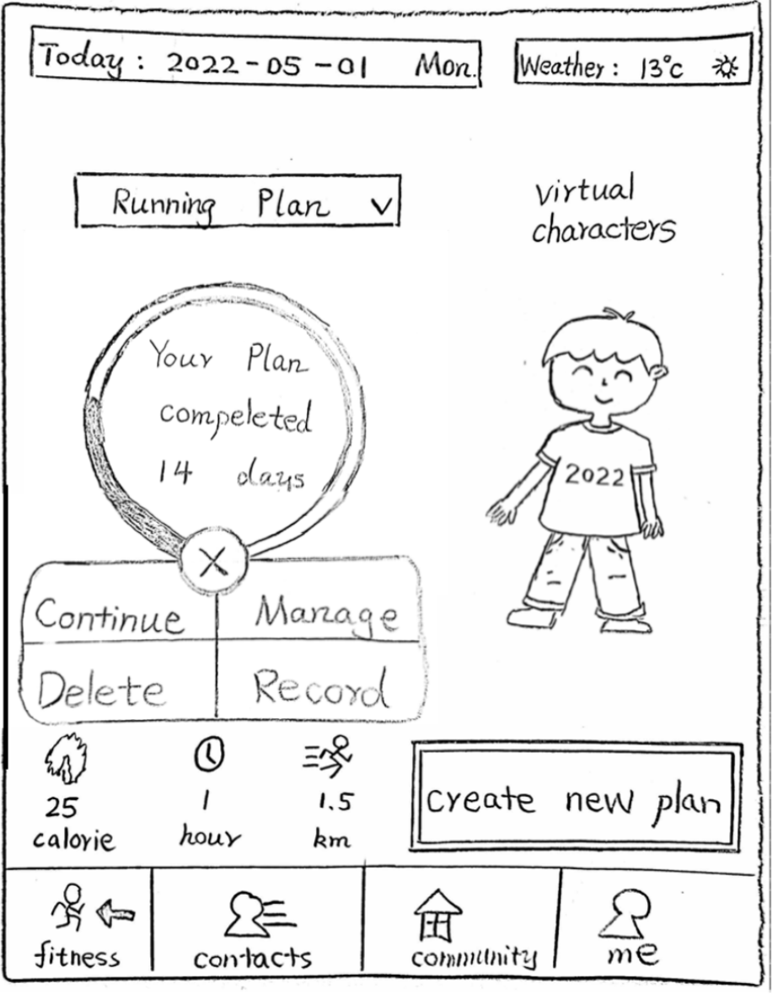 Today : 2022-05-01 Mon.
Weather : 13°c
Running Plan
virtual
characters
Your Plan
compeleted
14 days
2022
X
Continue
Manage
Delete
Record
25
calorie
1
hour
1.5
km
create new plan
fitness
contacts
community
me